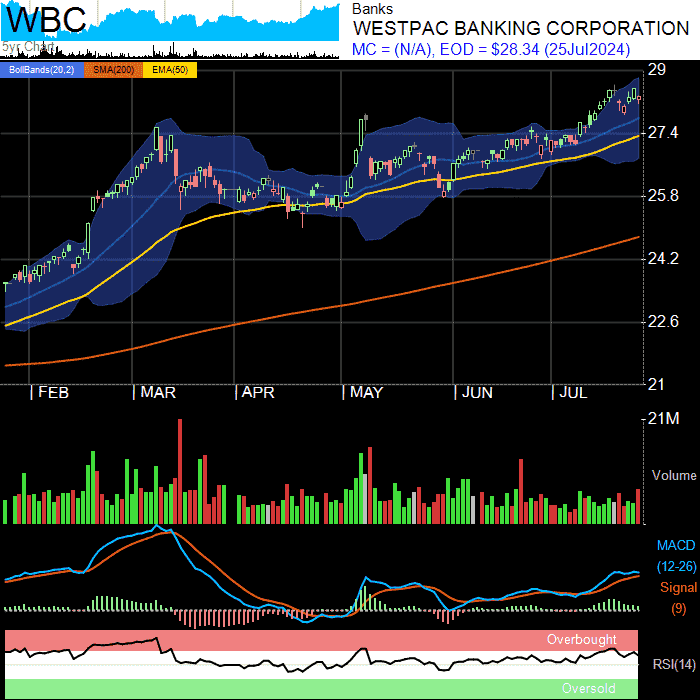 WBC
5yr Chart
Banks
WESTPAC BANKING CORPORATION
MC = (N/A), EOD = $28.34 (25Jul2024)
BollBands(20,2) SMA(200) EMA(50)
29
27.4
25.8
24.2
22.6
21
FEB MAR APR MAY JUN JUL
21M
Volume
MACD
(12-26)
Signal
(9)
Overbought
RSI(14)
Oversold